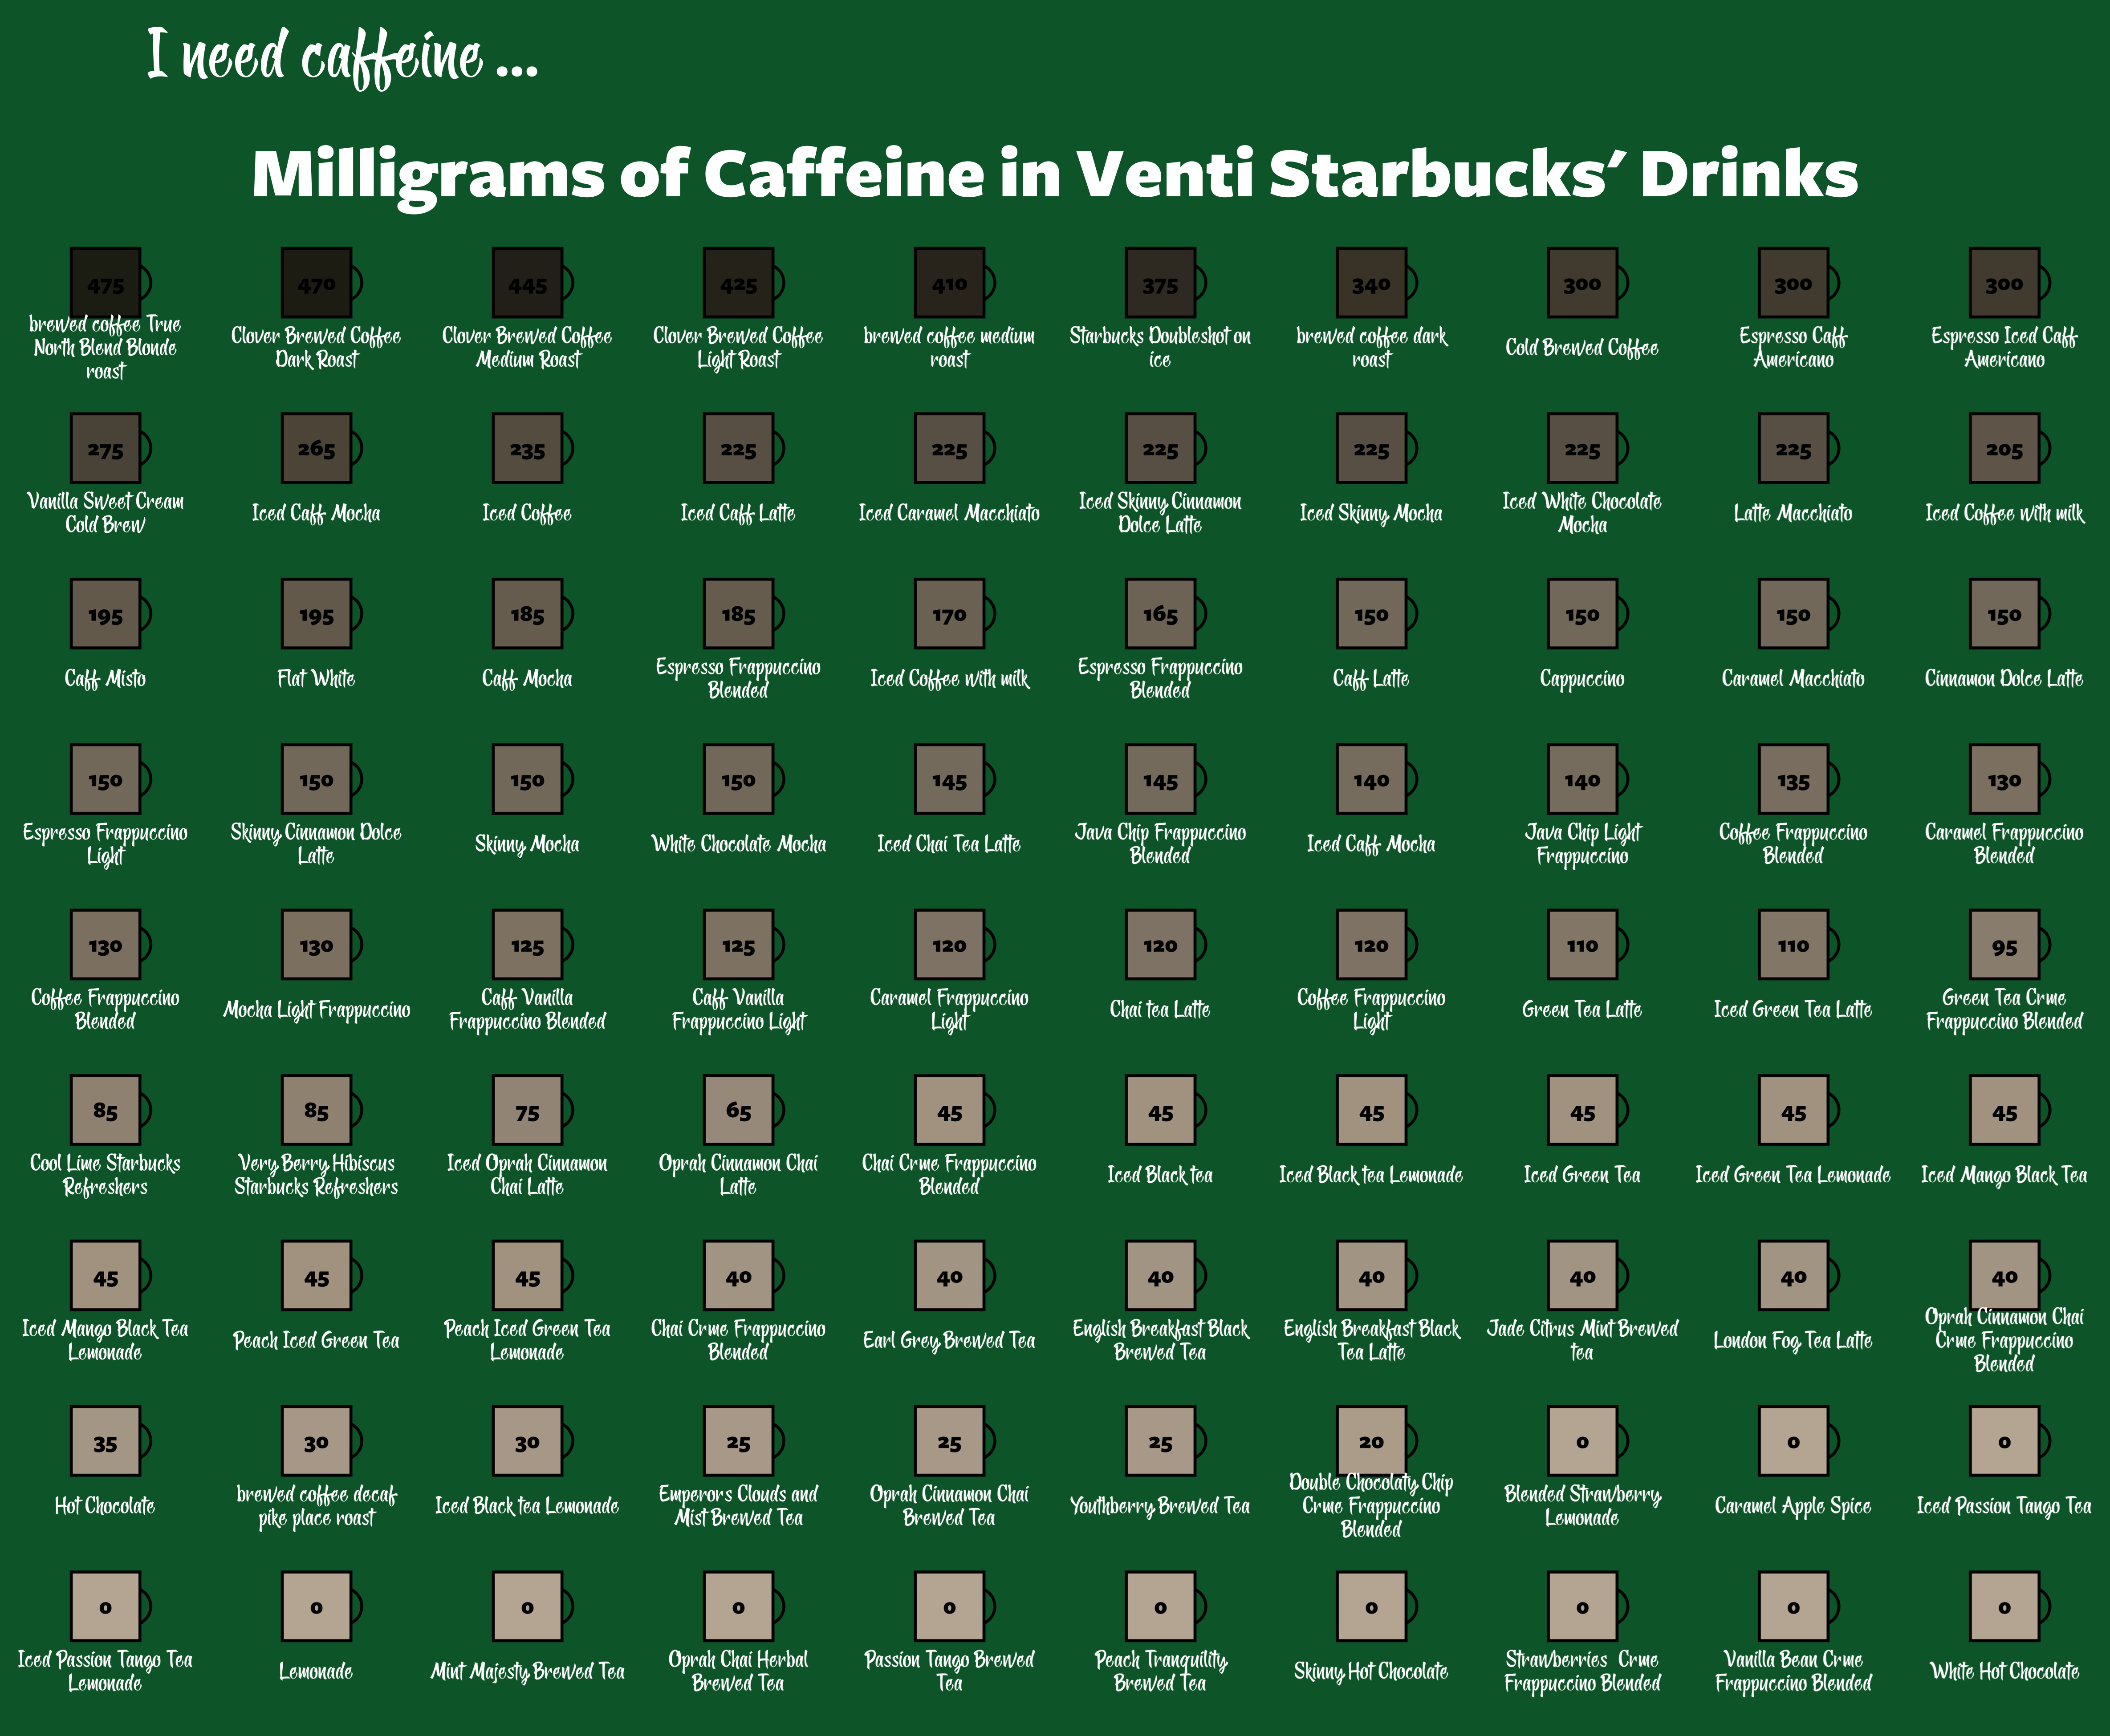 I need caffeine ...
Milligrams of Caffeine in Venti Starbucks' Drinks
475 470 445 425 410 375 340 300 300 300
brewed coffee True North Blend Blonde roast
Clover Brewed Coffee Dark Roast
Clover Brewed Coffee Medium Roast
Clover Brewed Coffee Light Roast
brewed coffee medium roast
Starbucks Doubleshot on ice
brewed coffee dark roast
Cold Brewed Coffee
Espresso Caff Americano
Espresso Iced Caff Americano
275 265 235 225 225 225 225 225 225 205
Vanilla Sweet Cream Cold Brew
Iced Caff Mocha
Iced Coffee
Iced Caff Latte
Iced Caramel Macchiato
Iced Skinny Cinnamon Dolce Latte
Iced Skinny Mocha
Iced White Chocolate Mocha
Latte Macchiato
Iced Coffee with milk
195 195 185 185 170 165 150 150 150 150
Caff Misto
Flat White
Caff Mocha
Espresso Frappuccino Blended
Iced Coffee with milk
Espresso Frappuccino Blended
Caff Latte
Cappuccino
Caramel Macchiato
Cinnamon Dolce Latte
150 150 150 150 145 145 140 140 135 130
Espresso Frappuccino Light
Skinny Cinnamon Dolce Latte
Skinny Mocha
White Chocolate Mocha
Iced Chai Tea Latte
Java Chip Frappuccino Blended
Iced Caff Mocha
Java Chip Light Frappuccino
Coffee Frappuccino Blended
Caramel Frappuccino Blended
130 130 125 125 120 120 120 110 110 95
Coffee Frappuccino Blended
Mocha Light Frappuccino
Caff Vanilla Frappuccino Blended
Caff Vanilla Frappuccino Light
Caramel Frappuccino Light
Chai tea Latte
Coffee Frappuccino Light
Green Tea Latte
Iced Green Tea Latte
Green Tea Crme Frappuccino Blended
85 85 75 65 45 45 45 45 45 45
Cool Lime Starbucks Refreshers
Very Berry Hibiscus Starbucks Refreshers
Iced Oprah Cinnamon Chai Latte
Oprah Cinnamon Chai Latte
Chai Crme Frappuccino Blended
Iced Black tea
Iced Black tea Lemonade
Iced Green Tea
Iced Green Tea Lemonade
Iced Mango Black Tea
45 45 45 40 40 40 40 40 40 40
Iced Mango Black Tea Lemonade
Peach Iced Green Tea
Peach Iced Green Tea Lemonade
Chai Crme Frappuccino Blended
Earl Grey Brewed Tea
English Breakfast Black Brewed Tea
English Breakfast Black Tea Latte
Jade Citrus Mint Brewed tea
London Fog Tea Latte
Oprah Cinnamon Chai Crme Frappuccino Blended
35 30 30 25 25 25 20 0 0 0
Hot Chocolate
brewed coffee decaf pike place roast
Iced Black tea Lemonade
Emperors Clouds and Mist Brewed Tea
Oprah Cinnamon Chai Brewed Tea
Youthberry Brewed Tea
Double Chocolaty Chip Crme Frappuccino Blended
Blended Strawberry Lemonade
Caramel Apple Spice
Iced Passion Tango Tea
0 0 0 0 0 0 0 0 0 0
Iced Passion Tango Tea Lemonade
Lemonade
Mint Majesty Brewed Tea
Oprah Chai Herbal Brewed Tea
Passion Tango Brewed Tea
Peach Tranquility Brewed Tea
Skinny Hot Chocolate
Strawberries Crme Frappuccino Blended
Vanilla Bean Crme Frappuccino Blended
White Hot Chocolate